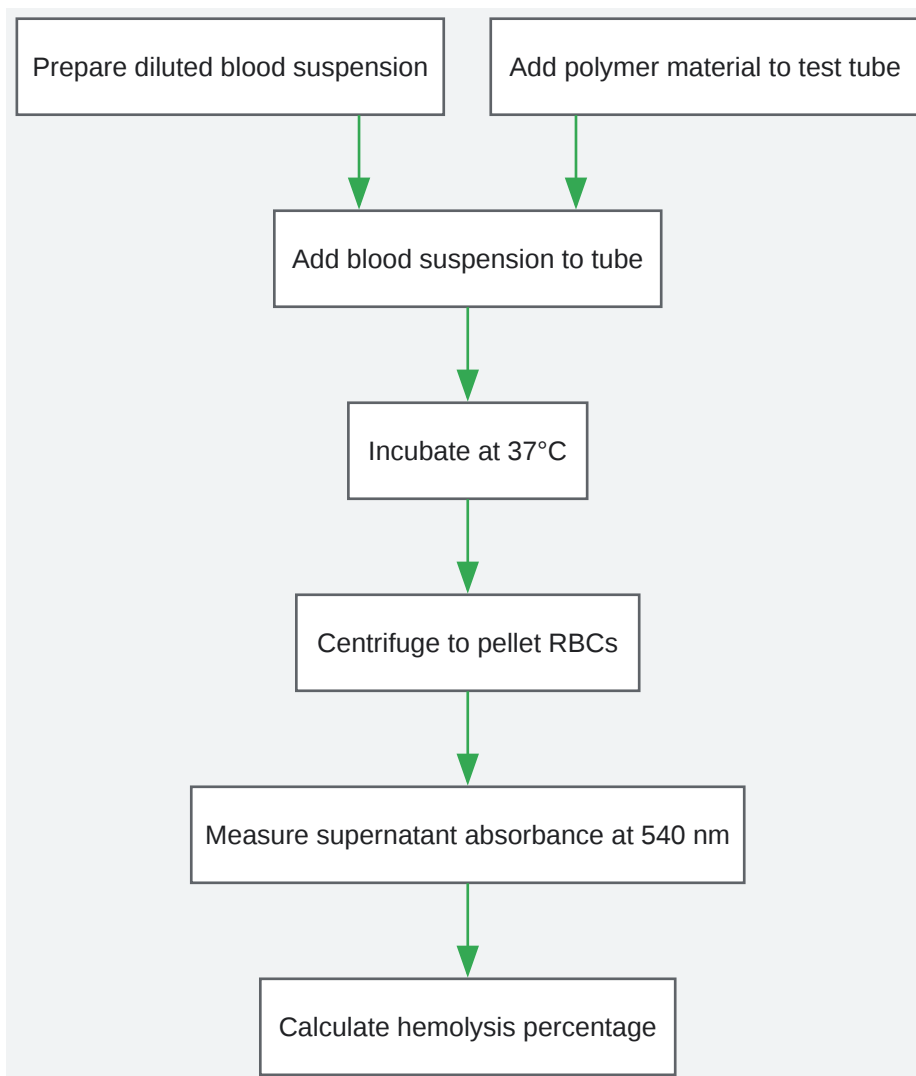 Prepare diluted blood suspension
Add polymer material to test tube
Add blood suspension to tube
Incubate at 37°C
Centrifuge to pellet RBCs
Measure supernatant absorbance at 540 nm
Calculate hemolysis percentage